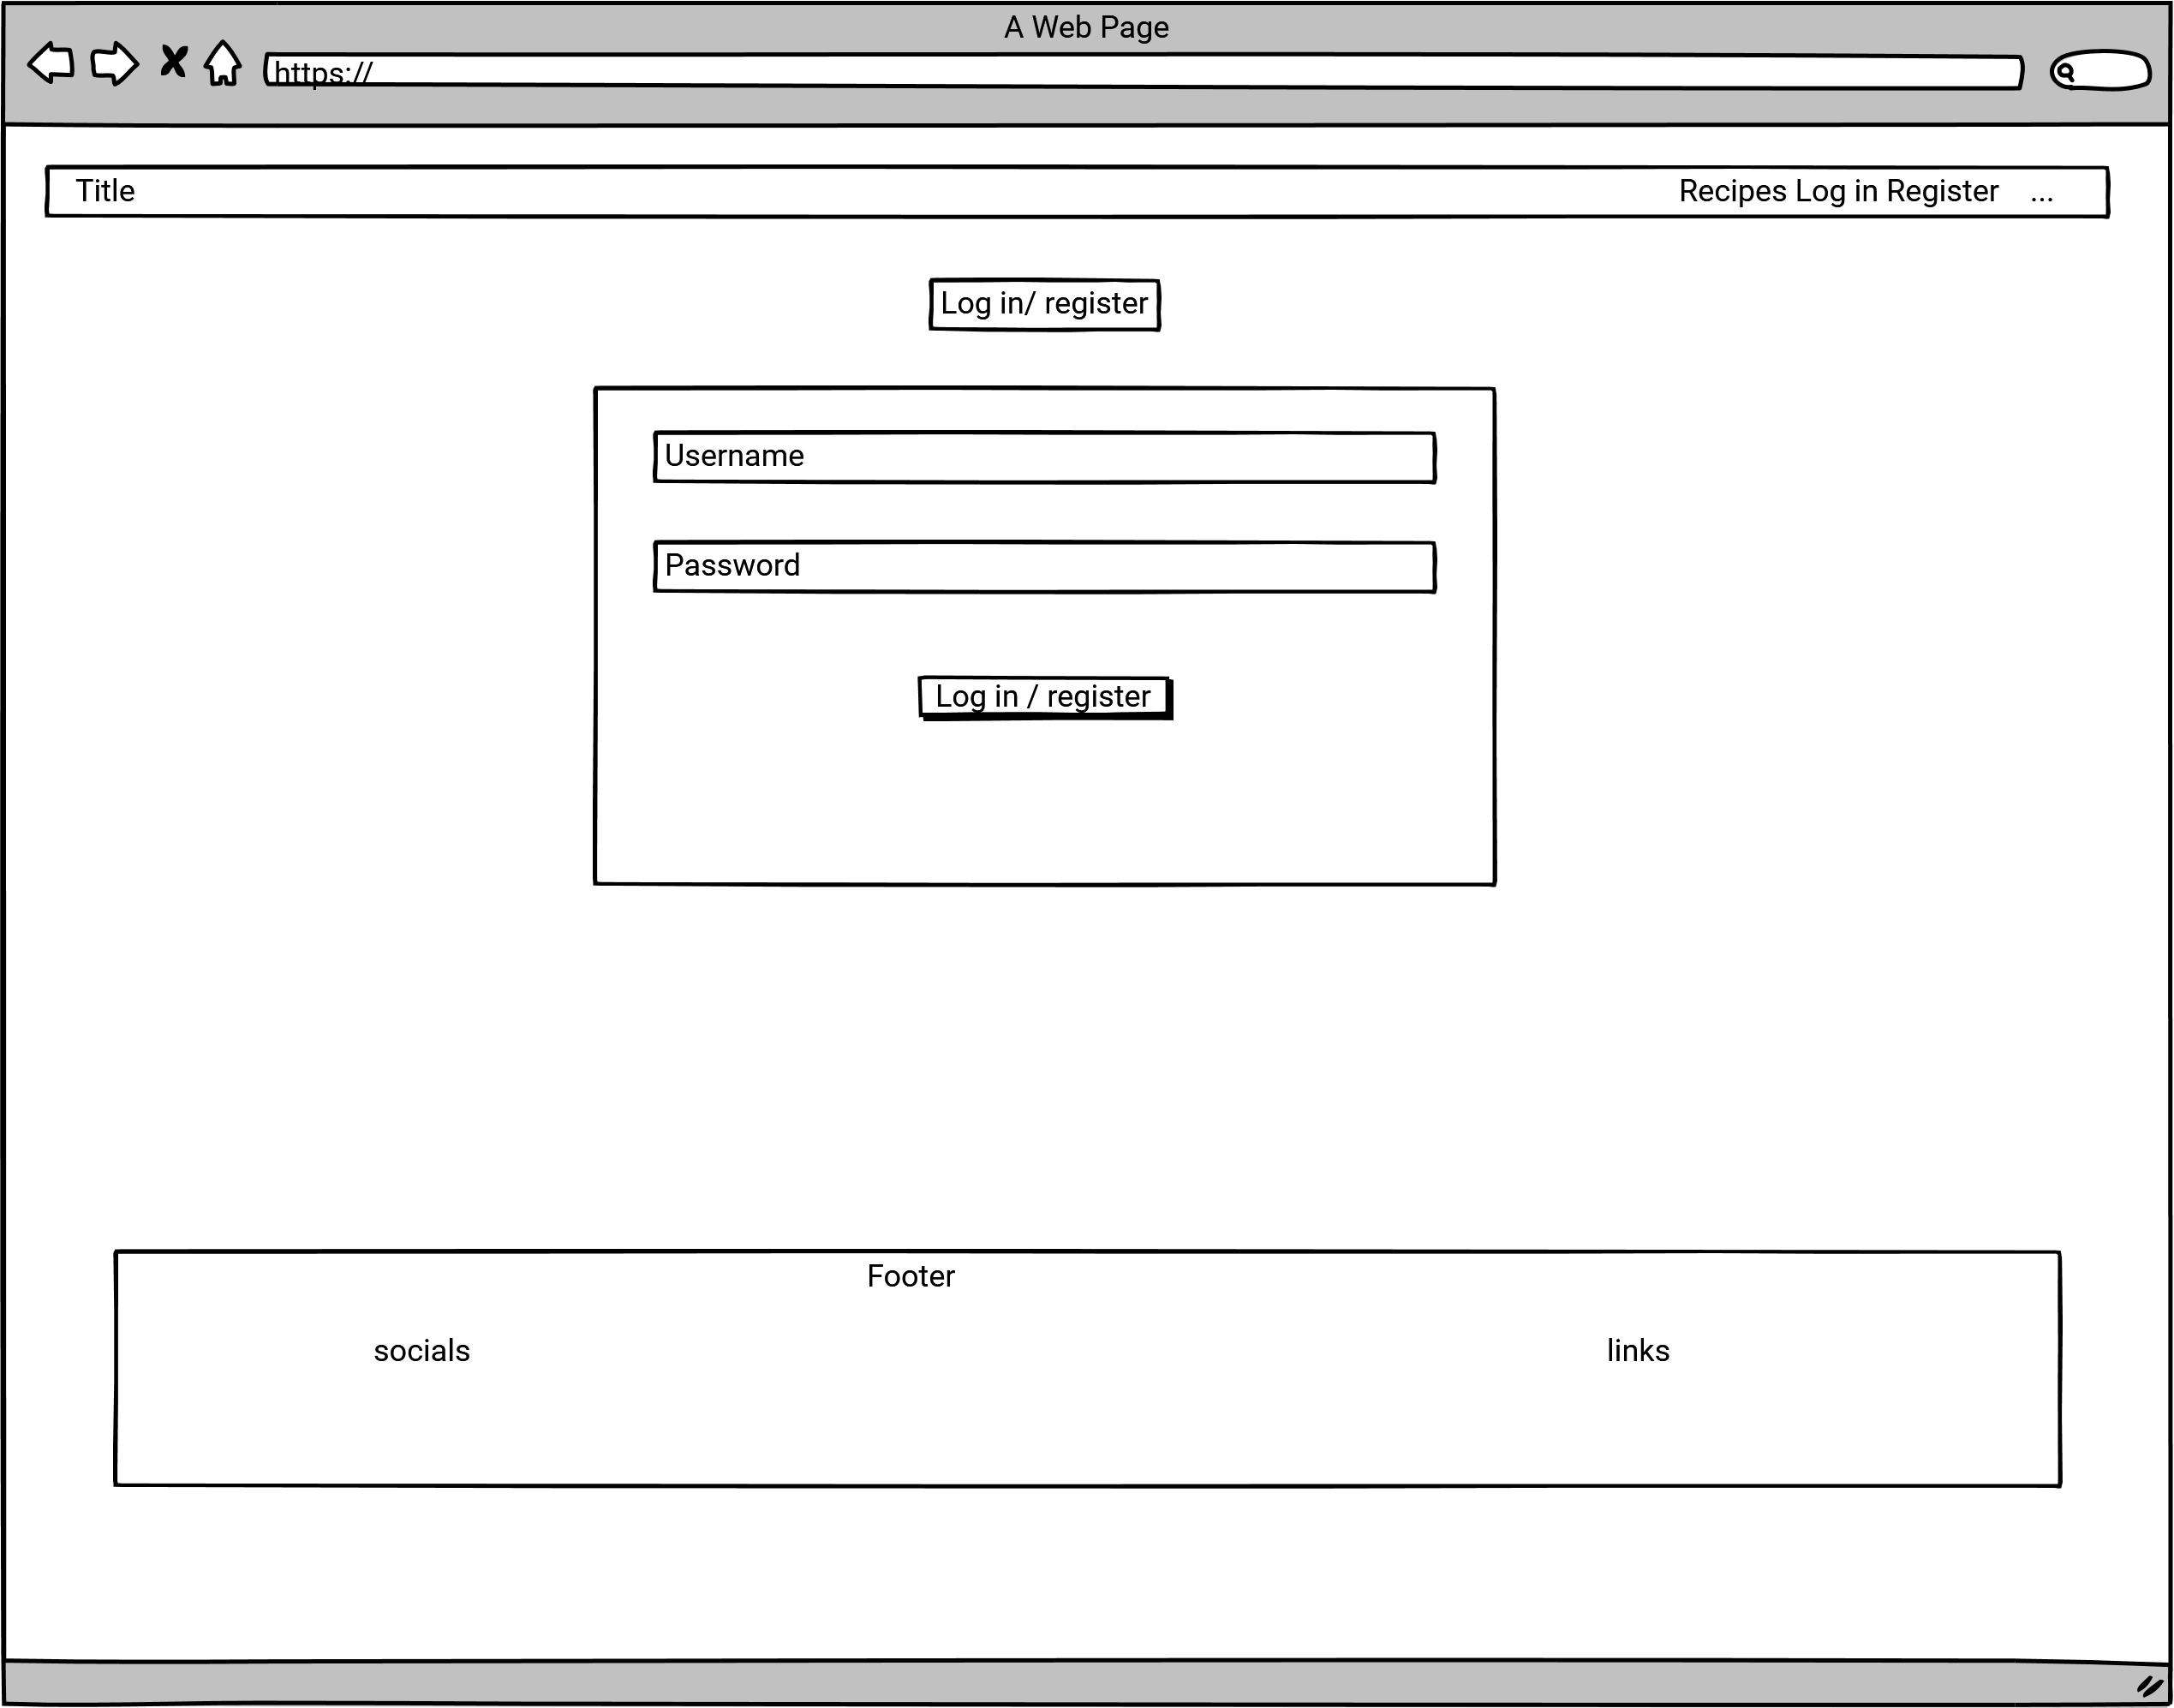 A Web Page
https://
Title
Recipes Log in Register ...
Log in/ register
Username
Password
Log in / register
Footer
socials
links